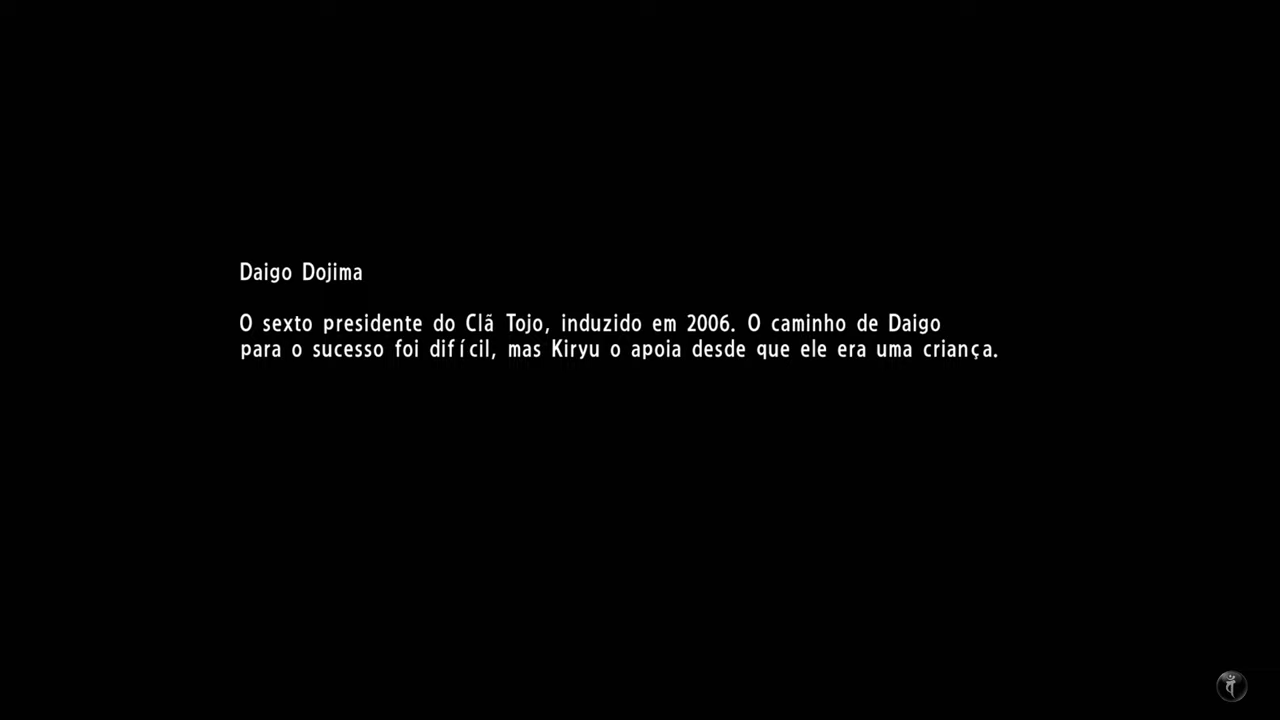 Daigo Dojima
O sexto presidente do Clã Tojo, induzido em 2006. O caminho de Daigo
para o sucesso foi difícil, mas Kiryu o apoia desde que ele era uma criança.